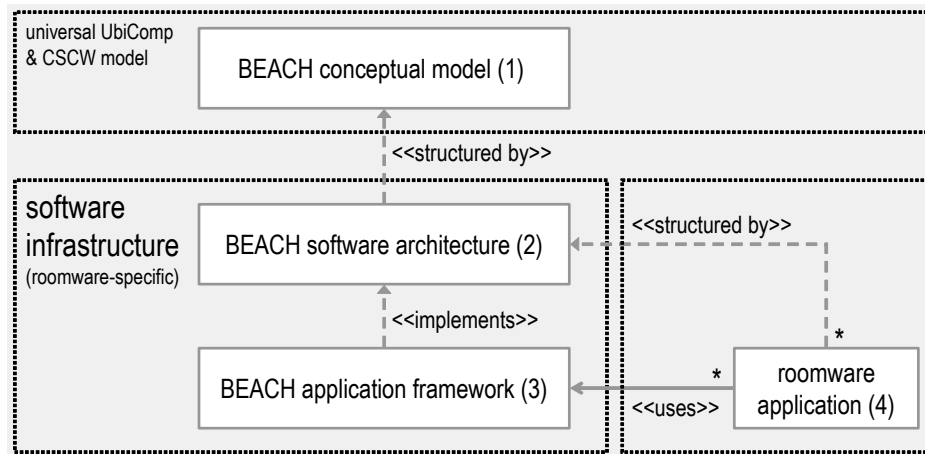 universal UbiComp
& CSCW model
BEACH conceptual model (1)
<<structured by>>
software
infrastructure
(roomware-specific)
BEACH software architecture (2)
<<structured by>>
<<implements>>
*
BEACH application framework (3)
*
<<uses>>
roomware
application (4)